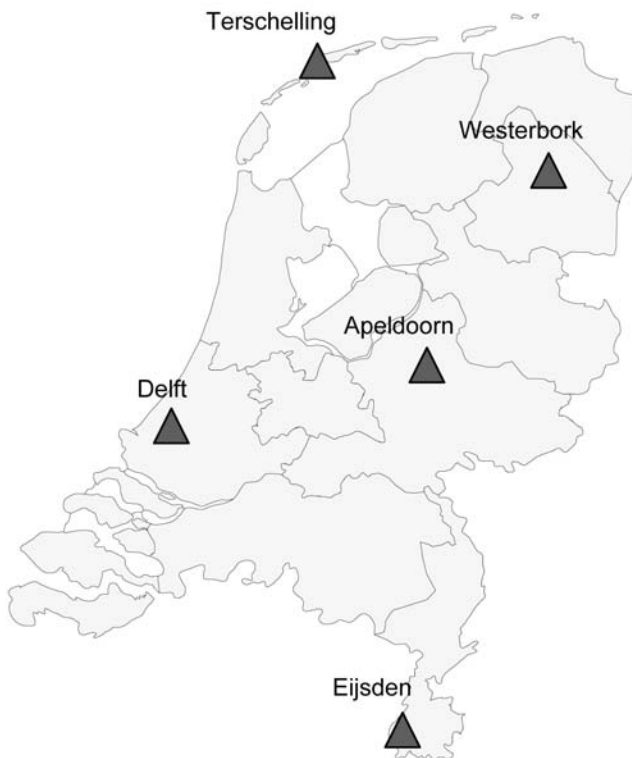 Terschelling
Westerbork
Apeldoorn
Delft
Eijsden